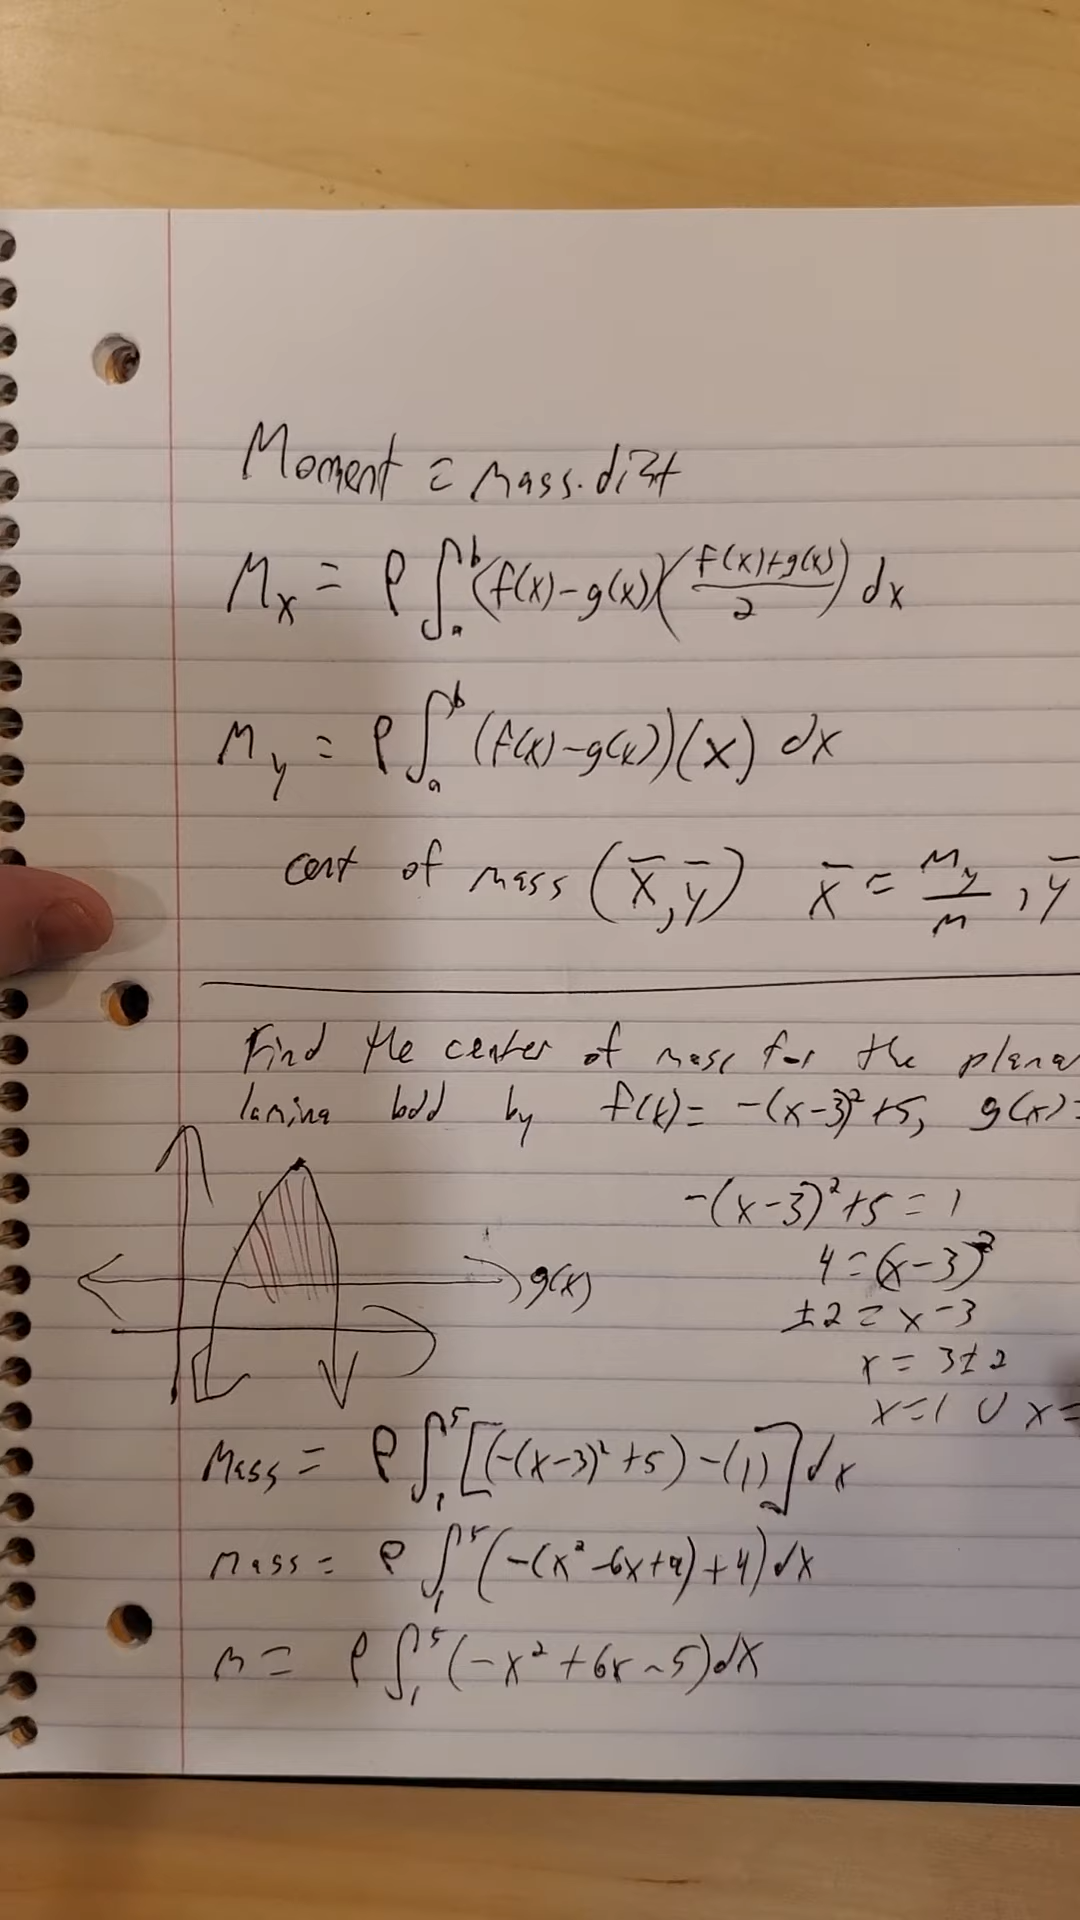 Moment = mass·dist
Mx = ρ∫ₐᵇ(f(x)-g(x))((f(x)+g(x))/2) dx
My = ρ∫ₐᵇ (f(x)-g(x))(x) dx
cent of mass (x̄,ȳ) x̄ = My/m , ȳ
Find the center of mass for the plana
lamina bdd by f(x)= -(x-3)²+5, g(x)=
-(x-3)²+5 = 1
4=(x-3)²
±2 = x-3
g(x)
x = 3±2
x=1 ∪ x=
Mass = ρ∫₁⁵[(-(x-3)²+5)-(1)]dx
mass = ρ∫₁⁵(-(x²-6x+9)+4)dx
m = ρ∫₁⁵(-x²+6x-5)dx